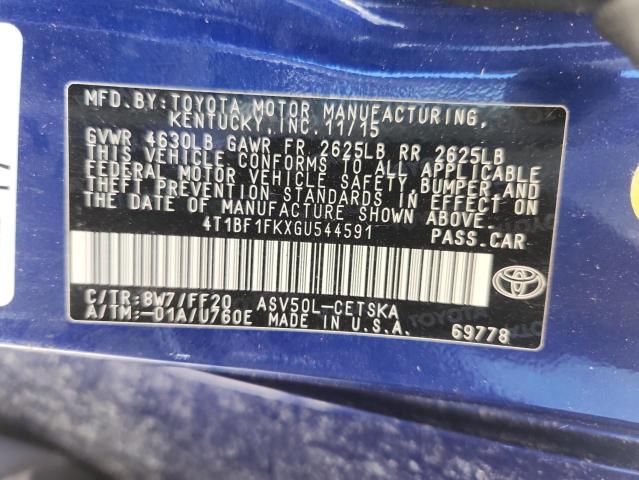 MFD.BY:TOYOTA MOTOR MANUFACTURING,
KENTUCKY,INC.11/15
GVWR 4630LB GAWR FR 2625LB RR 2625LB
THIS VEHICLE CONFORMS TO ALL APPLICABLE
FEDERAL MOTOR VEHICLE SAFETY,BUMPER AND
THEFT PREVENTION STANDARDS IN EFFECT ON
THE DATE OF MANUFACTURE SHOWN ABOVE.
4T1BF1FKXGU544591 PASS.CAR
C/TR:8W7/FF20 ASV50L-CETSKA
A/TM:-01A/U760E MADE IN U.S.A. 69778
TOYOTA